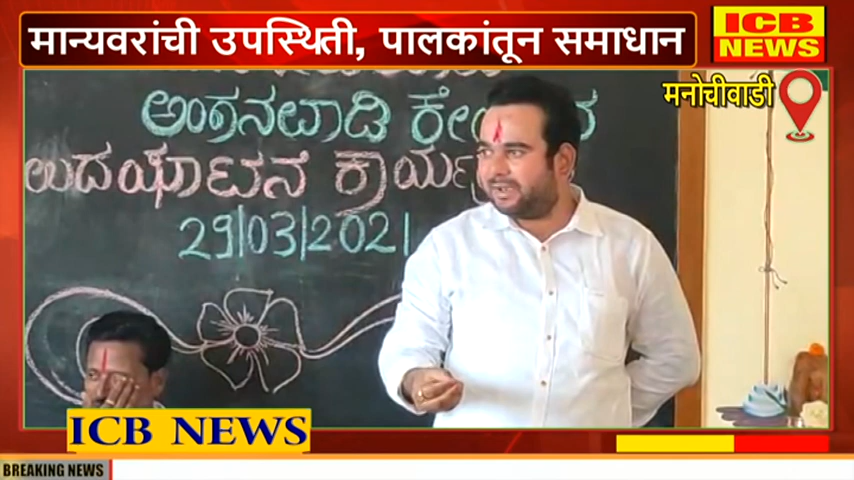 मान्यवरांची उपस्थिती, पालकांतून समाधान
ICB
NEWS
मनोचीवाडी
ಅಂಗನವಾಡಿ
ಉದಘಾಟನ ಕಾರ್ಯ
29/03/2021
ICB NEWS
BREAKING NEWS